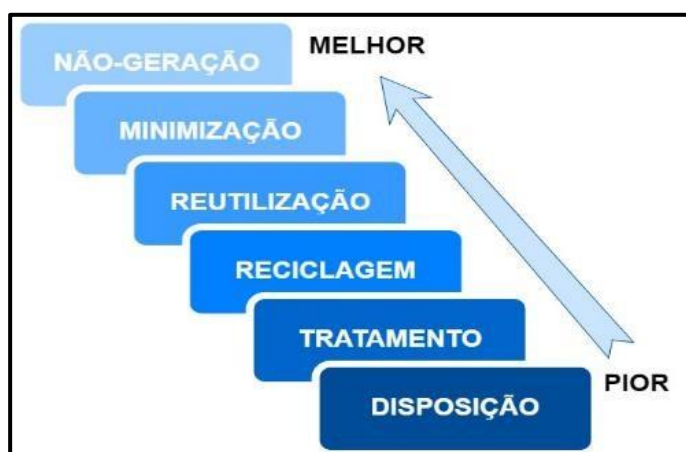 NÃO-GERAÇÃO
MELHOR
MINIMIZAÇÃO
REUTILIZAÇÃO
RECICLAGEM
TRATAMENTO
PIOR
DISPOSIÇÃO